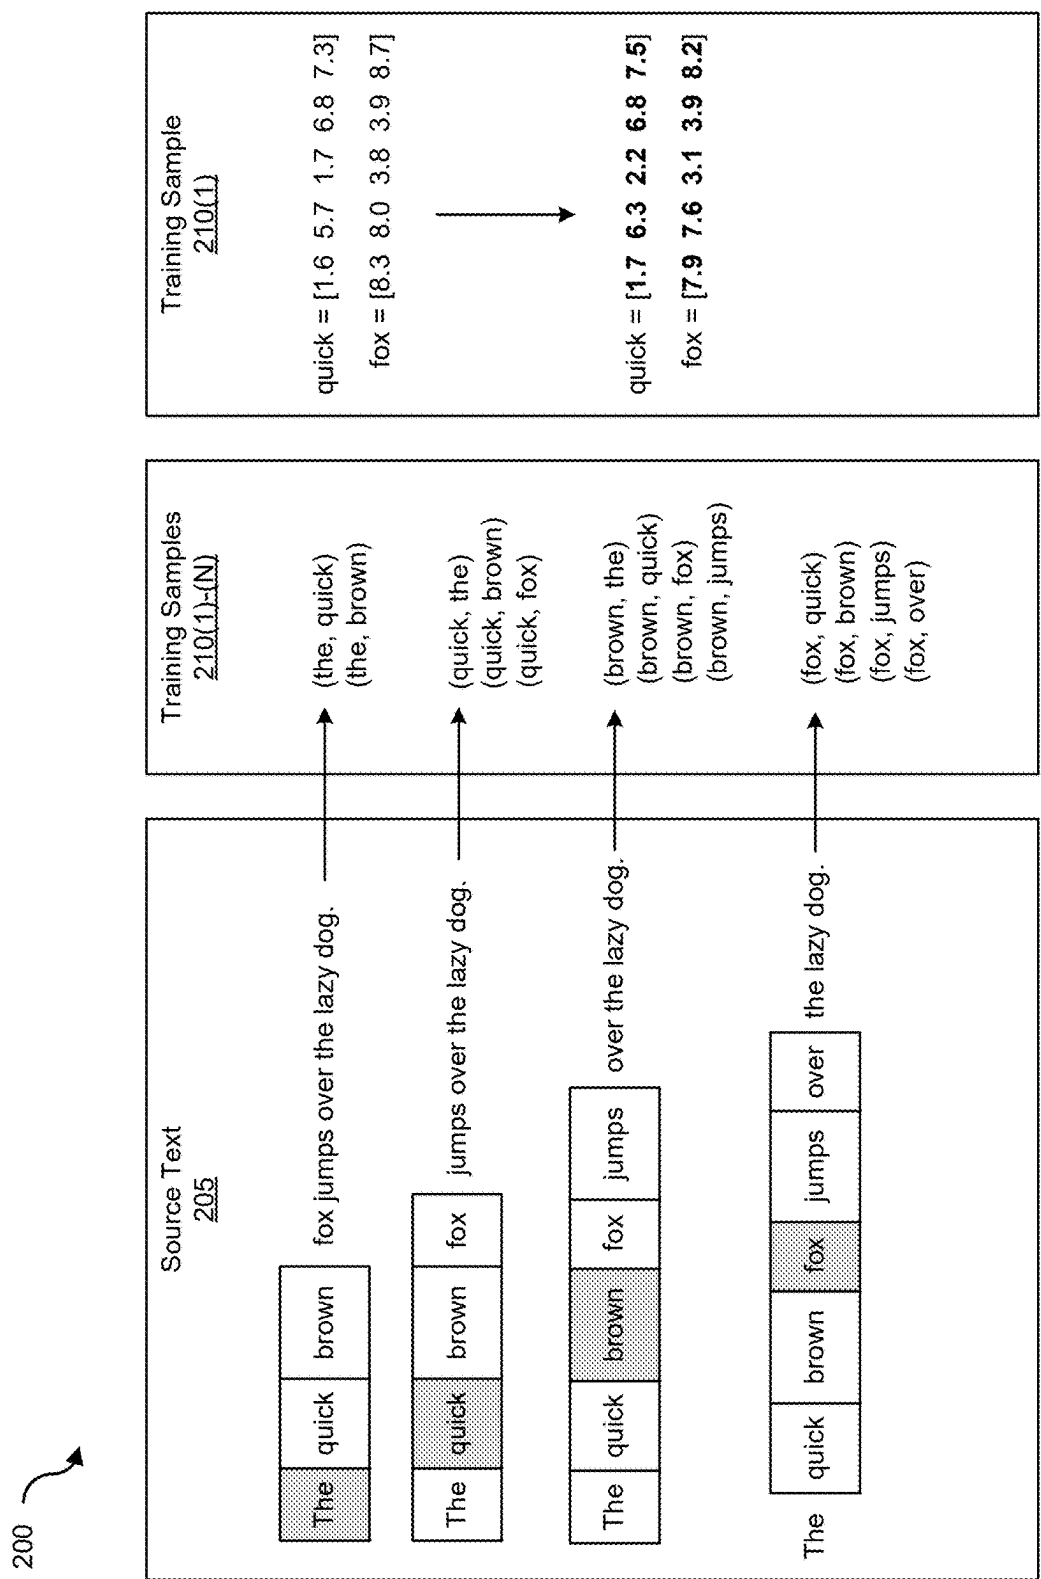 200
Source Text
205
The quick brown fox jumps over the lazy dog.
The quick brown fox jumps over the lazy dog.
The quick brown fox jumps over the lazy dog.
The quick brown fox jumps over the lazy dog.
Training Samples
210(1)-(N)
(the, quick)
(the, brown)
(quick, the)
(quick, brown)
(quick, fox)
(brown, the)
(brown, quick)
(brown, fox)
(brown, jumps)
(fox, quick)
(fox, brown)
(fox, jumps)
(fox, over)
Training Sample
210(1)
quick = [1.6 5.7 1.7 6.8 7.3]
fox = [8.3 8.0 3.8 3.9 8.7]
quick = [1.7 6.3 2.2 6.8 7.5]
fox = [7.9 7.6 3.1 3.9 8.2]